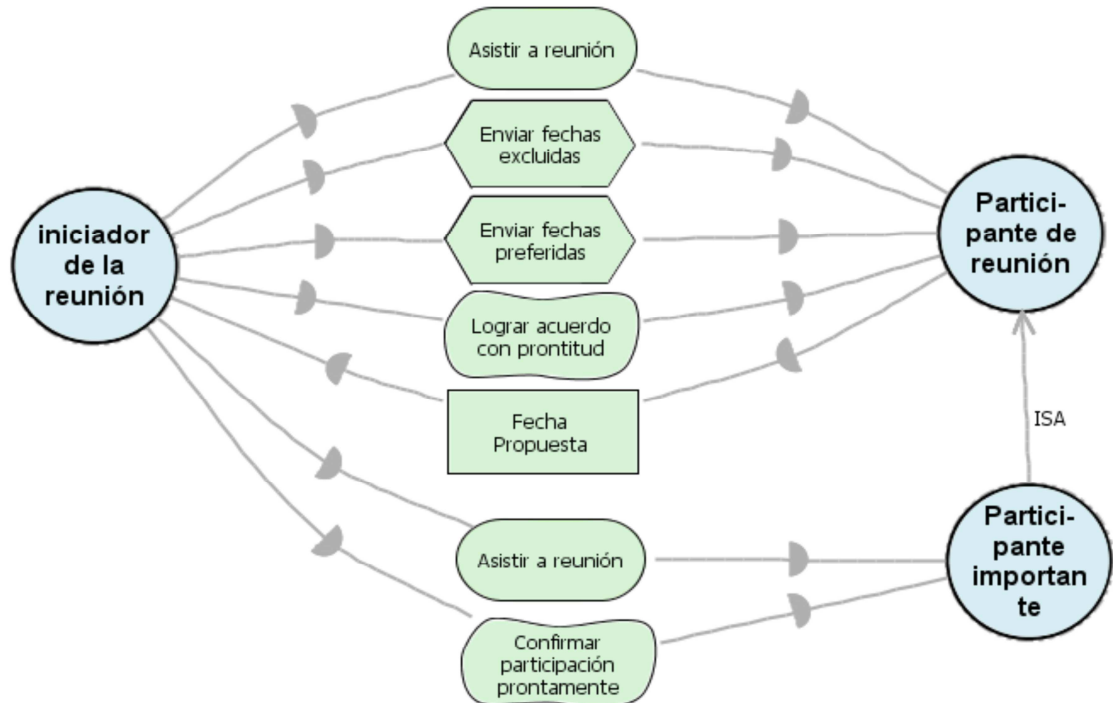 Asistir a reunión
Enviar fechas
excluidas
iniciador
de la
reunión
Enviar fechas
preferidas
Partici-
pante de
reunión
Lograr acuerdo
con prontitud
Fecha
Propuesta
ISA
Asistir a reunión
Partici-
pante
importan
te
Confirmar
participación
prontamente